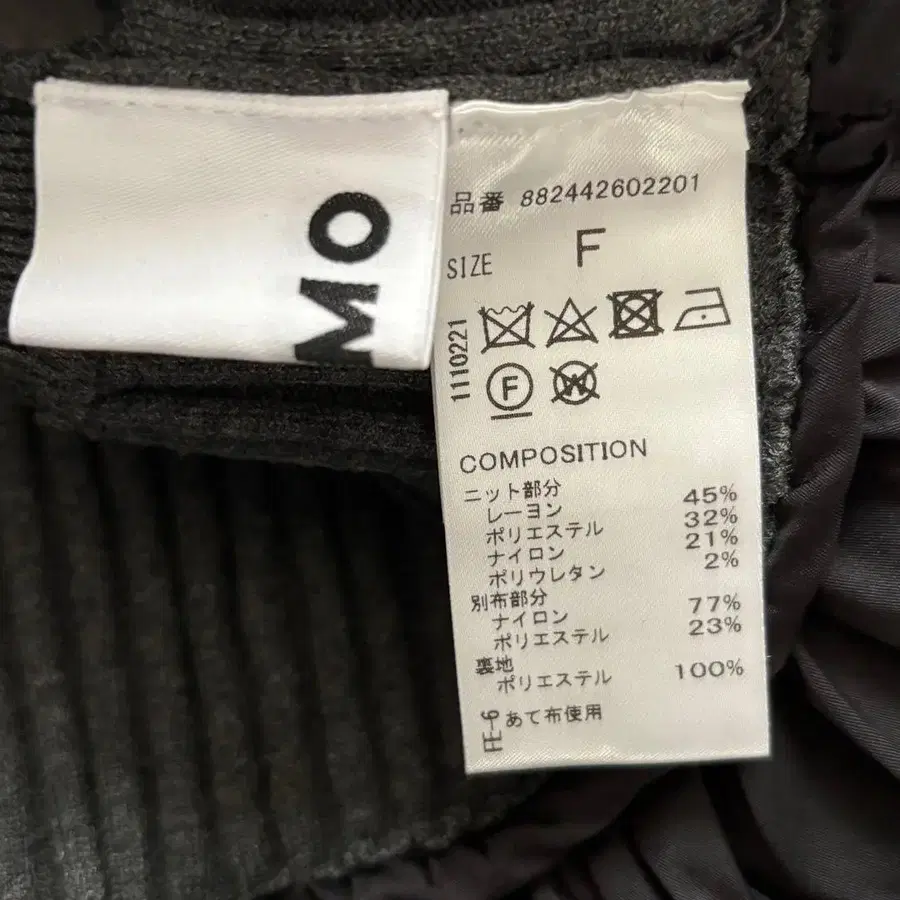 MO
品番 882442602201
SIZE F
1110221
F
W
COMPOSITION
ニット部分
レーヨン 45%
ポリエステル 32%
ナイロン 21%
ポリウレタン 2%
別布部分
ナイロン 77%
ポリエステル 23%
裏地
ポリエステル 100%
FE-6 あて布使用